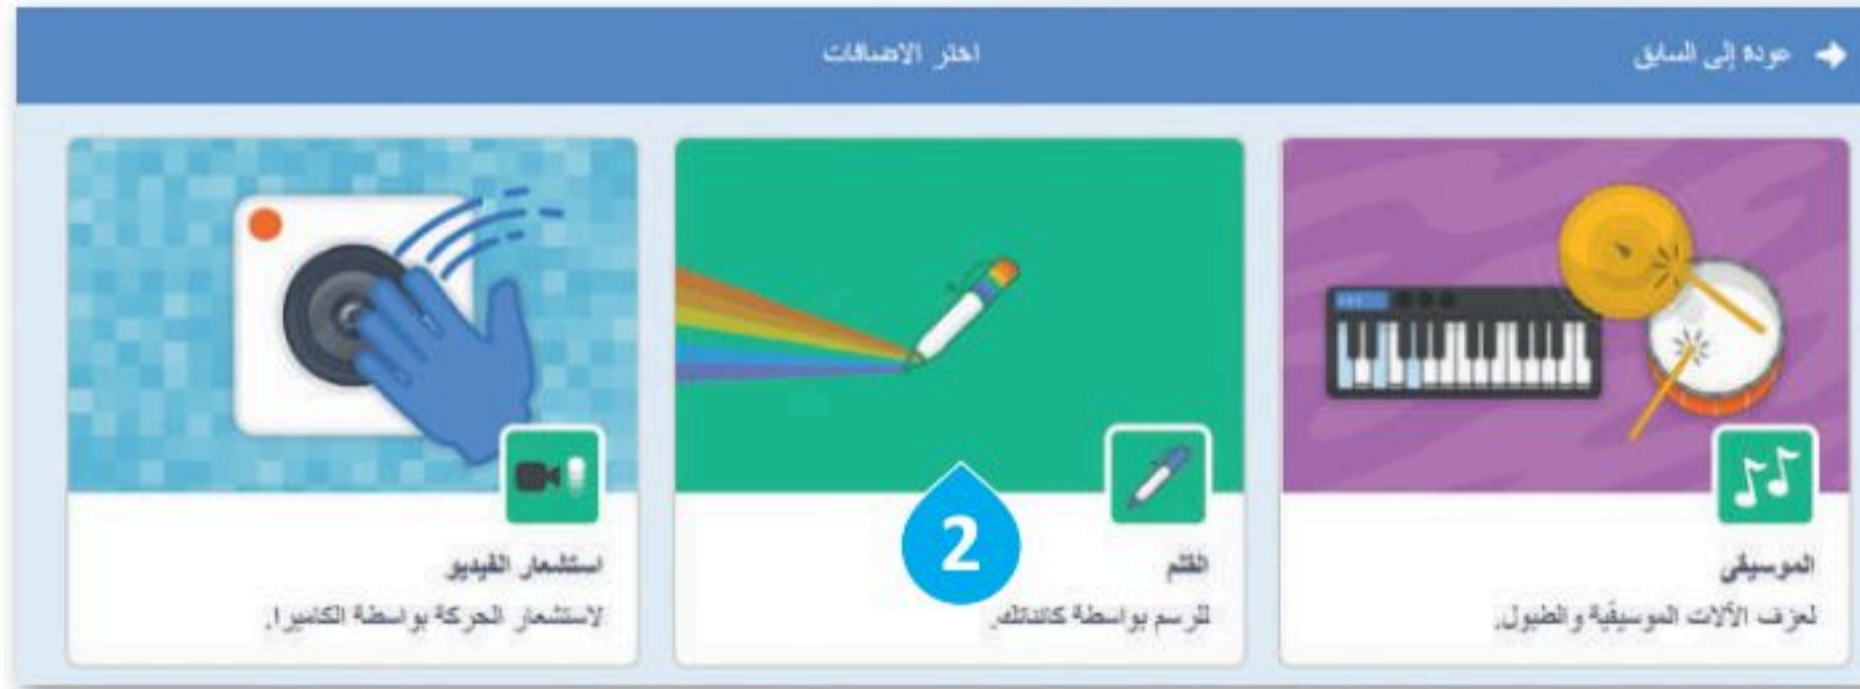 عودة إلى السابق
اختر الاضافات
الموسيقى
لعزف الآلات الموسيقية والطبول.
القلم
للرسم بواسطة كائناتك.
2
استشعار الفيديو
لاستشعار الحركة بواسطة الكاميرا.